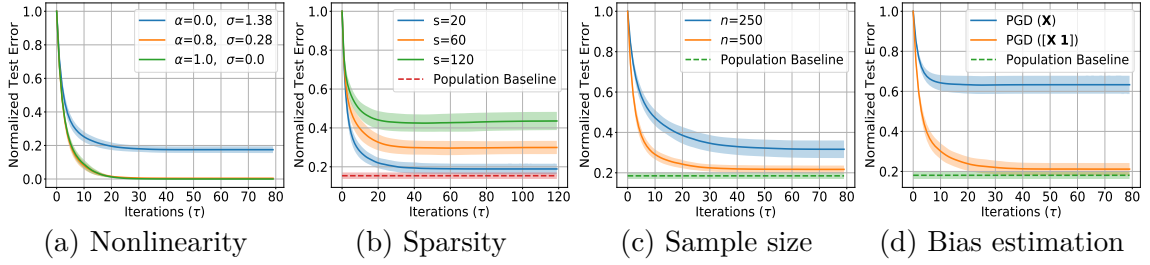 Normalized Test Error
1.0
0.8
0.6
0.4
0.2
0.0
0 10 20 30 40 50 60 70 80
Iterations (τ)
α=0.0, σ=1.38
α=0.8, σ=0.28
α=1.0, σ=0.0
(a) Nonlinearity
Normalized Test Error
1.0
0.8
0.6
0.4
0.2
0 20 40 60 80 100 120
Iterations (τ)
s=20
s=60
s=120
Population Baseline
(b) Sparsity
Normalized Test Error
1.0
0.8
0.6
0.4
0.2
0 10 20 30 40 50 60 70 80
Iterations (τ)
n=250
n=500
Population Baseline
(c) Sample size
Normalized Test Error
1.0
0.8
0.6
0.4
0.2
0 10 20 30 40 50 60 70 80
Iterations (τ)
PGD (X)
PGD ([X 1])
Population Baseline
(d) Bias estimation